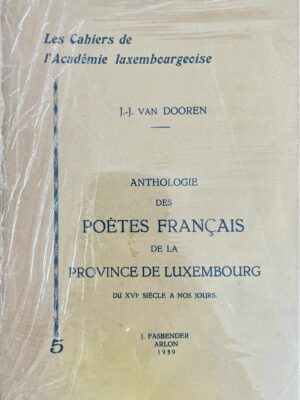 Les Cahiers de
l'Académie luxembourgeoise
J.-J. VAN DOOREN
ANTHOLOGIE
DES
POÈTES FRANÇAIS
DE LA
PROVINCE DE LUXEMBOURG
DU XVIe SIÈCLE A NOS JOURS.
5
J. FASBENDER
ARLON
1939